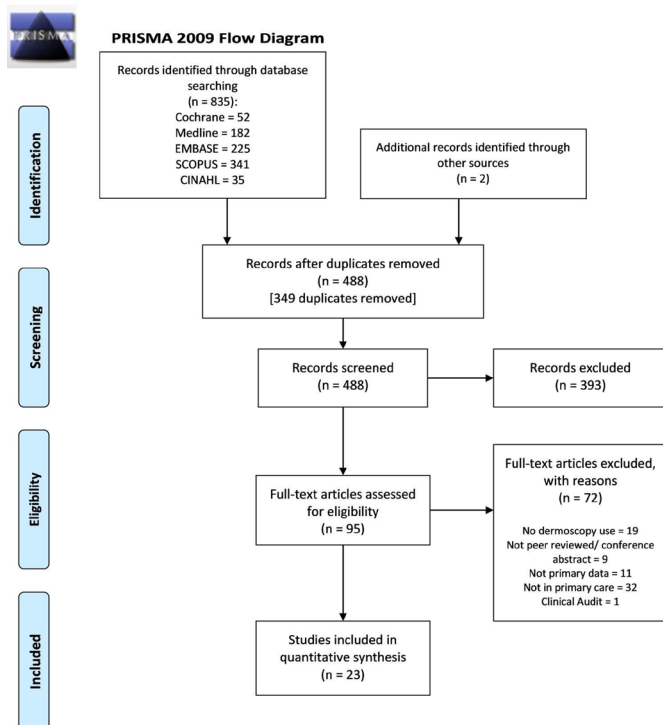 PRISMA
PRISMA 2009 Flow Diagram
Records identified through database
searching
(n = 835):
Cochrane = 52
Medline = 182
EMBASE = 225
SCOPUS = 341
CINAHL = 35
Additional records identified through
other sources
(n = 2)
Identification
Records after duplicates removed
(n = 488)
[349 duplicates removed]
Screening
Records screened
(n = 488)
Records excluded
(n = 393)
Eligibility
Full-text articles assessed
for eligibility
(n = 95)
Full-text articles excluded,
with reasons
(n = 72)
No dermoscopy use = 19
Not peer reviewed/ conference
abstract = 9
Not primary data = 11
Not in primary care = 32
Clinical Audit = 1
Included
Studies included in
quantitative synthesis
(n = 23)